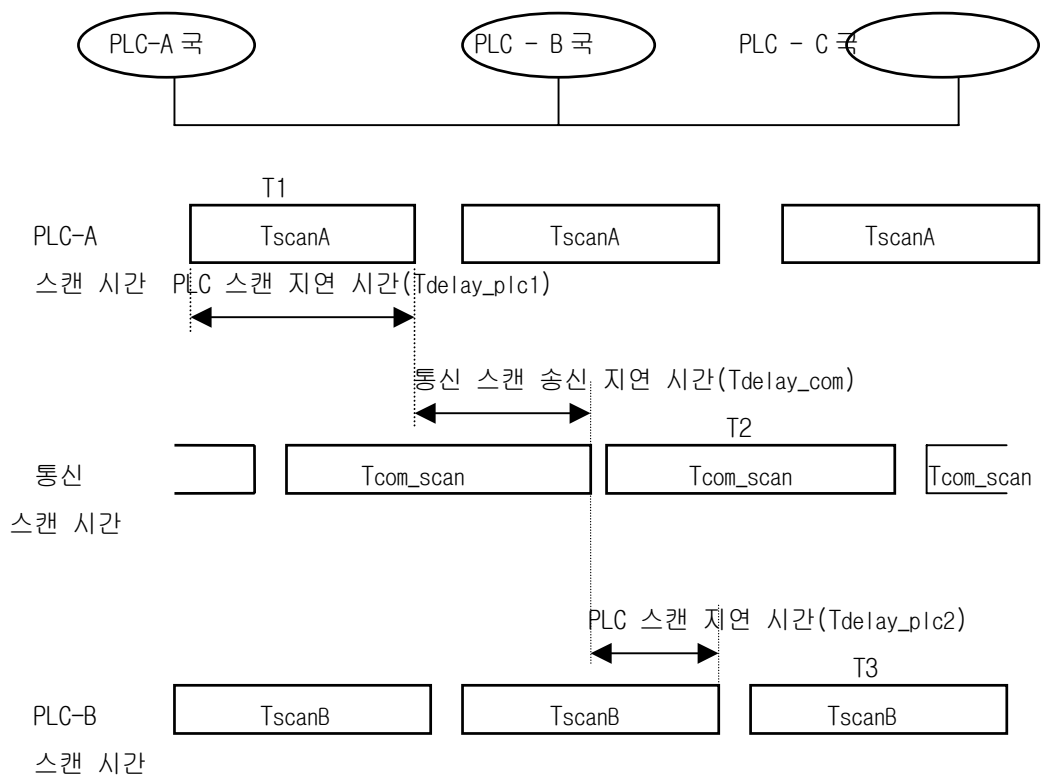 PLC-A 국 PLC - B 국 PLC - C 국
T1
PLC-A TscanA TscanA TscanA
스캔 시간 PLC 스캔 지연 시간(Tdelay_plc1)
통신 스캔 송신 지연 시간(Tdelay_com)
T2
통신 Tcom_scan Tcom_scan Tcom_scan
스캔 시간
PLC 스캔 지연 시간(Tdelay_plc2)
T3
PLC-B TscanB TscanB TscanB
스캔 시간